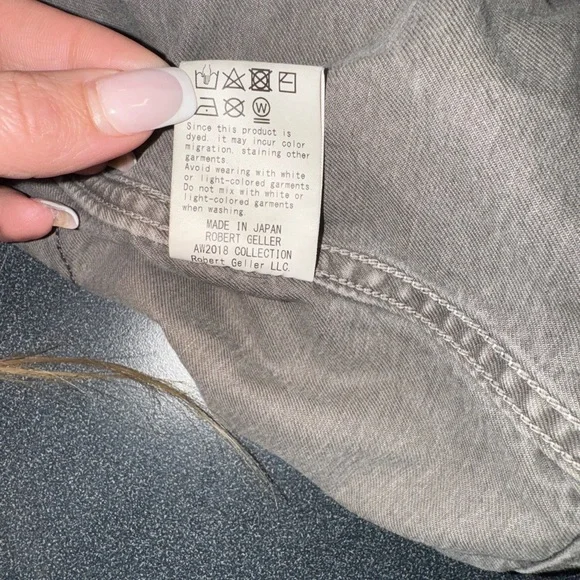 Since this product is
dyed. it may incur color
migration. staining other
garments.
Avoid wearing with white
or light-colored garments
Do not mix with white or
light-colored garments
when washing.
MADE IN JAPAN
ROBERT GELLER
AW2018 COLLECTION
Robert Geller LLC.